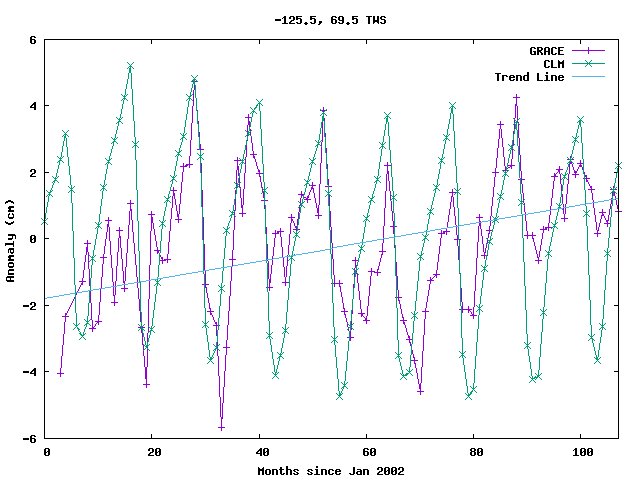 -125.5, 69.5 TWS
GRACE
CLM
Trend Line
6
4
2
0
-2
-4
-6
Anomaly (cm)
0 20 40 60 80 100
Months since Jan 2002